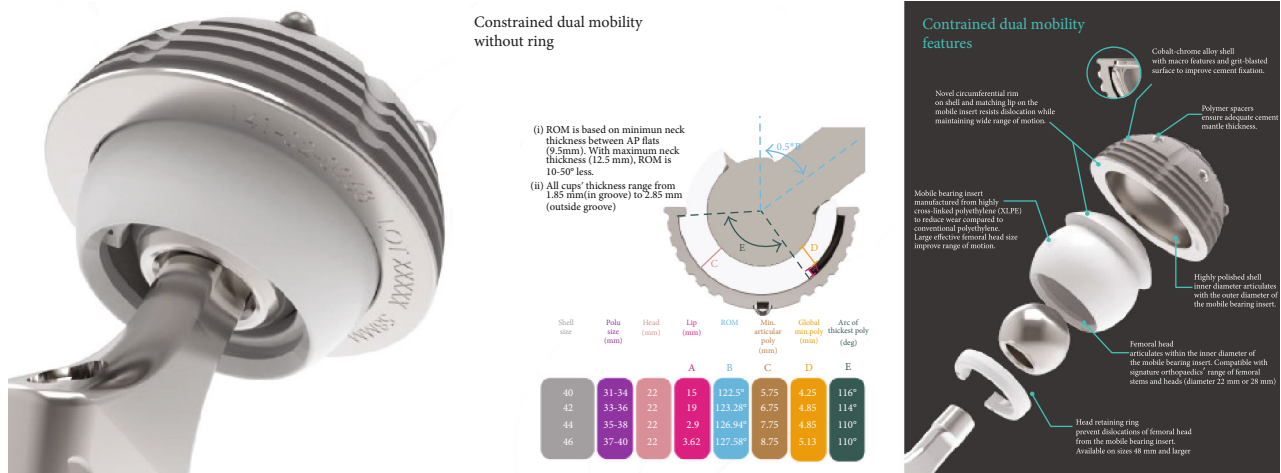 LOT XXXXX 58MM
Constrained dual mobility
without ring
(i) ROM is based on minimun neck
thickness between AP flats
(9.5mm). With maximum neck
thickness (12.5 mm), ROM is
10-50° less.
(ii) All cups' thickness range from
1.85 mm(in groove) to 2.85 mm
(outside groove)
0.5*B
E
D
C
Shell
size
Polu
size
(mm)
Head
(mm)
Lip
(mm)
ROM
Min.
articular
poly
(mm)
Global
min.poly
(min)
Arc of
thickest poly
(deg)
A B C D E
40 31-34 22 15 122.5° 5.75 4.25 116°
42 33-36 22 19 123.28° 6.75 4.85 114°
44 35-38 22 2.9 126.94° 7.75 4.85 110°
46 37-40 22 3.62 127.58° 8.75 5.13 110°
Contrained dual mobility
features
Cobalt-chrome alloy shell
with macro features and grit-blasted
surface to improve cement fixation.
Novel circumferential rim
on shell and matching lip on the
mobile insert resists dislocation while
maintaining wide range of motion.
Polymer spacers
ensure adequate cement
mantle thickness.
Mobile bearing insert
manufactured from highly
cross-linked polyethylene (XLPE)
to reduce wear compared to
conventional polyethylene.
Large effective femoral head size
improve range of motion.
Highly polished shell
inner diameter articulates
with the outer diameter of
the mobile bearing insert.
Femoral head
articulates within the inner diameter of
the mobile bearing insert. Compatible with
signature orthopaedics' range of femoral
stems and heads (diameter 22 mm or 28 mm)
Head retaining ring
prevent dislocations of femoral head
from the mobile bearing insert.
Available on sizes 48 mm and larger